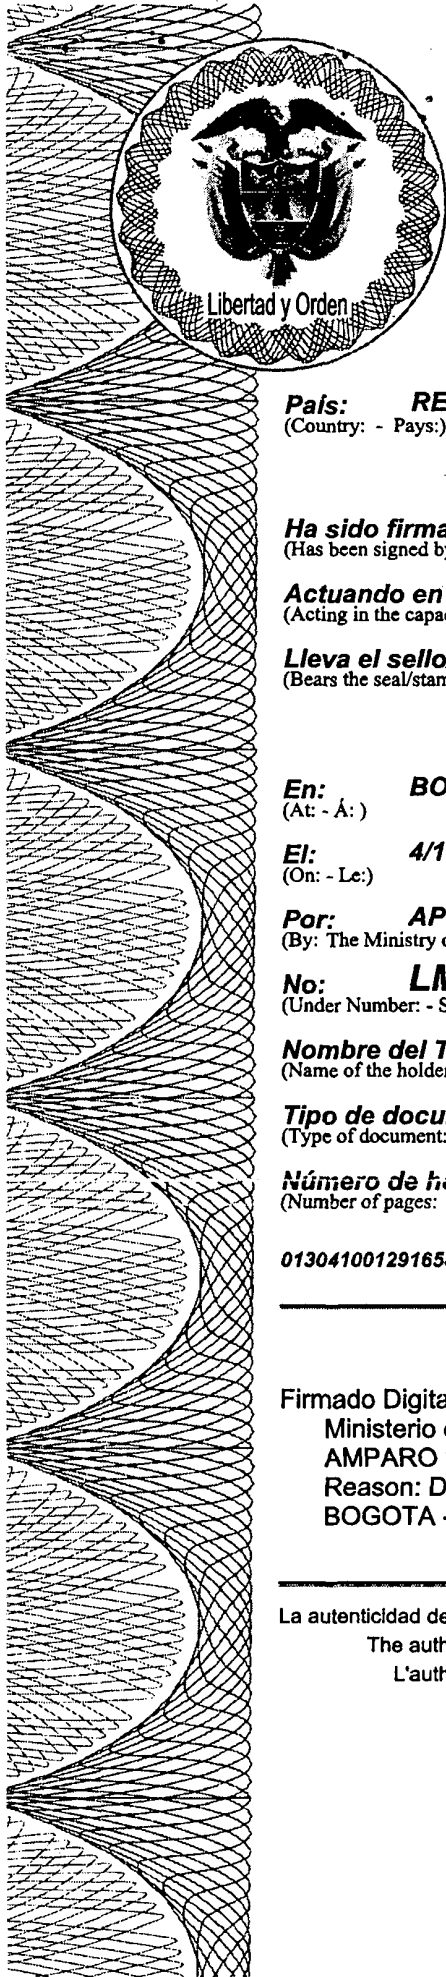 Libertad y Orden
País: RE
(Country: - Pays:)
Ha sido firma
(Has been signed b
Actuando en
(Acting in the capa
Lleva el sello
(Bears the seal/stam
En: BO
(At: - Á: )
El: 4/1
(On: - Le:)
Por: AP
(By: The Ministry
No: LM
(Under Number: - S
Nombre del T
(Name of the holde
Tipo de docu
(Type of document:
Número de h
(Number of pages:
01304100129165
Firmado Digita
Ministerio
AMPARO
Reason: D
BOGOTA -
La autenticidad de
The auth
L'auth